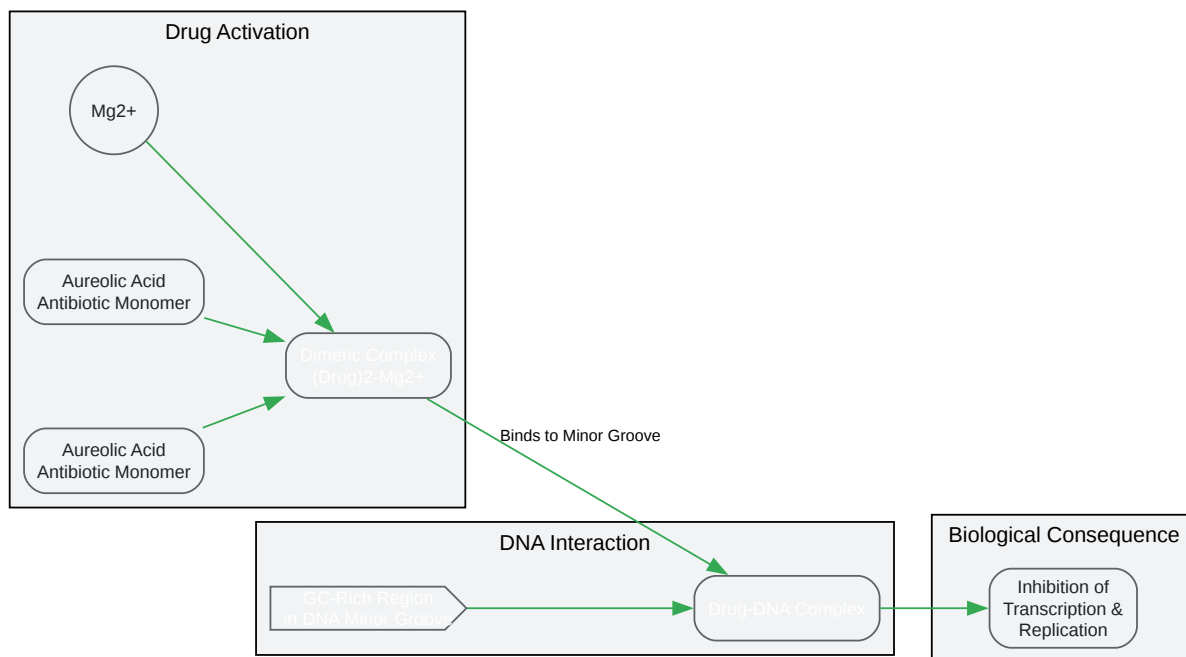 Drug Activation
Mg2+
Aureolic Acid
Antibiotic Monomer
Dimeric Complex
(Drug)2-Mg2+
Aureolic Acid
Antibiotic Monomer
Binds to Minor Groove
DNA Interaction
GC-Rich Region
in DNA Minor Groove
Drug-DNA Complex
Biological Consequence
Inhibition of
Transcription &
Replication